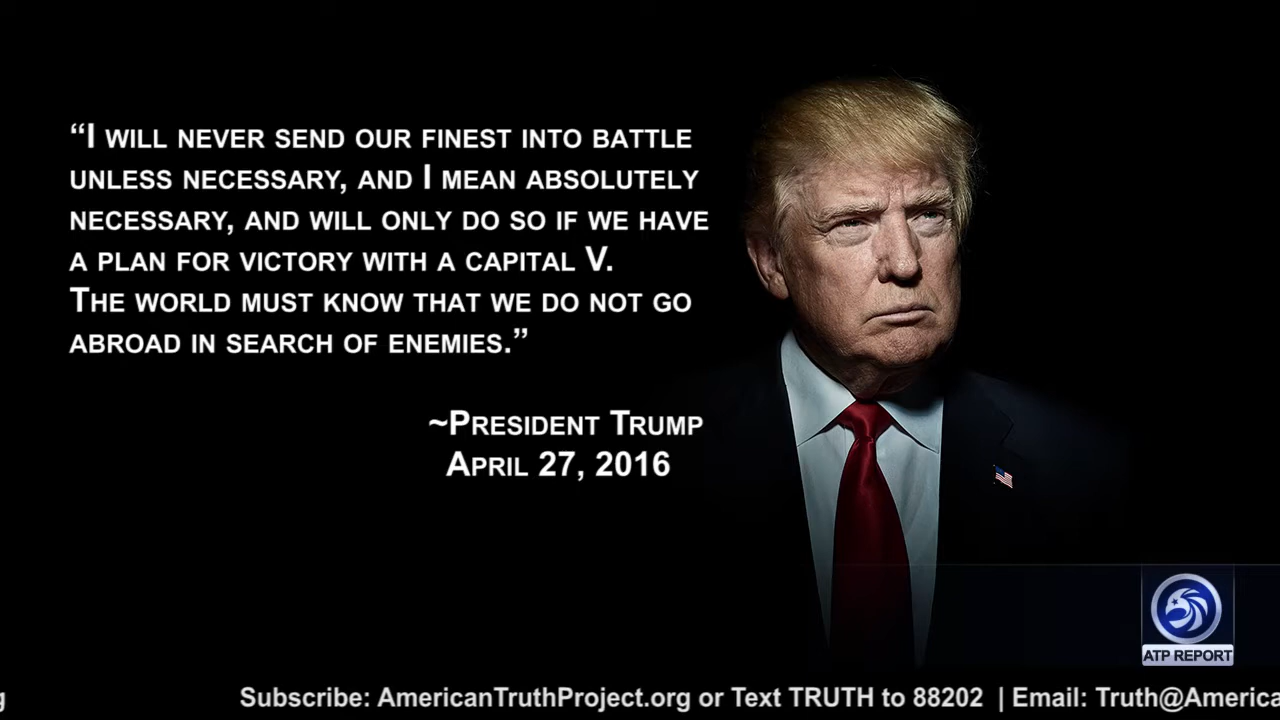 “I WILL NEVER SEND OUR FINEST INTO BATTLE
UNLESS NECESSARY, AND I MEAN ABSOLUTELY
NECESSARY, AND WILL ONLY DO SO IF WE HAVE
A PLAN FOR VICTORY WITH A CAPITAL V.
THE WORLD MUST KNOW THAT WE DO NOT GO
ABROAD IN SEARCH OF ENEMIES.”
~PRESIDENT TRUMP
APRIL 27, 2016
ATP REPORT
g Subscribe: AmericanTruthProject.org or Text TRUTH to 88202 | Email: Truth@America